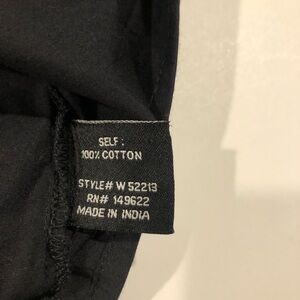 SELF:
100% COTTON
STYLE# W 52213
RN# 149622
MADE IN INDIA